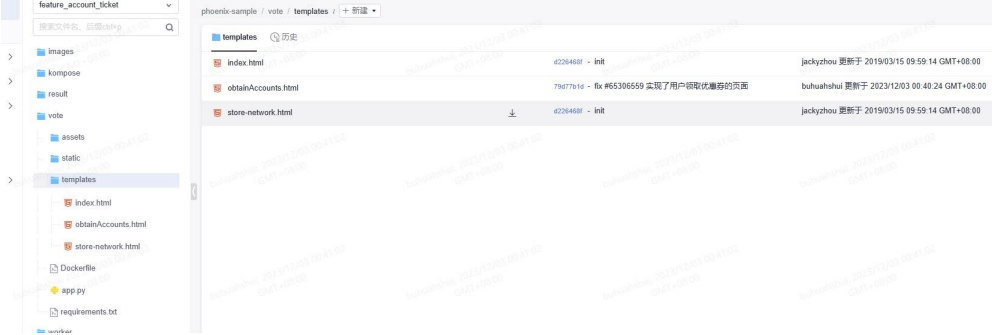 feature_account_ticket
phoenix-sample / vote / templates / + 新建
搜索文件名，后缀
templates
历史
images
kompose
result
vote
assets
static
templates
index.html
obtainAccounts.html
store-network.html
Dockerfile
app.py
requirements.txt
worker
index.html d226468f - init jackyzhou 更新于 2019/03/15 09:59:14 GMT+08:00
obtainAccounts.html 79d77b1d - fix #65306559 实现了用户领取优惠券的页面 buhuahshui 更新于 2023/12/03 00:40:24 GMT+08:00
store-network.html d226468f - init jackyzhou 更新于 2019/03/15 09:59:14 GMT+08:00